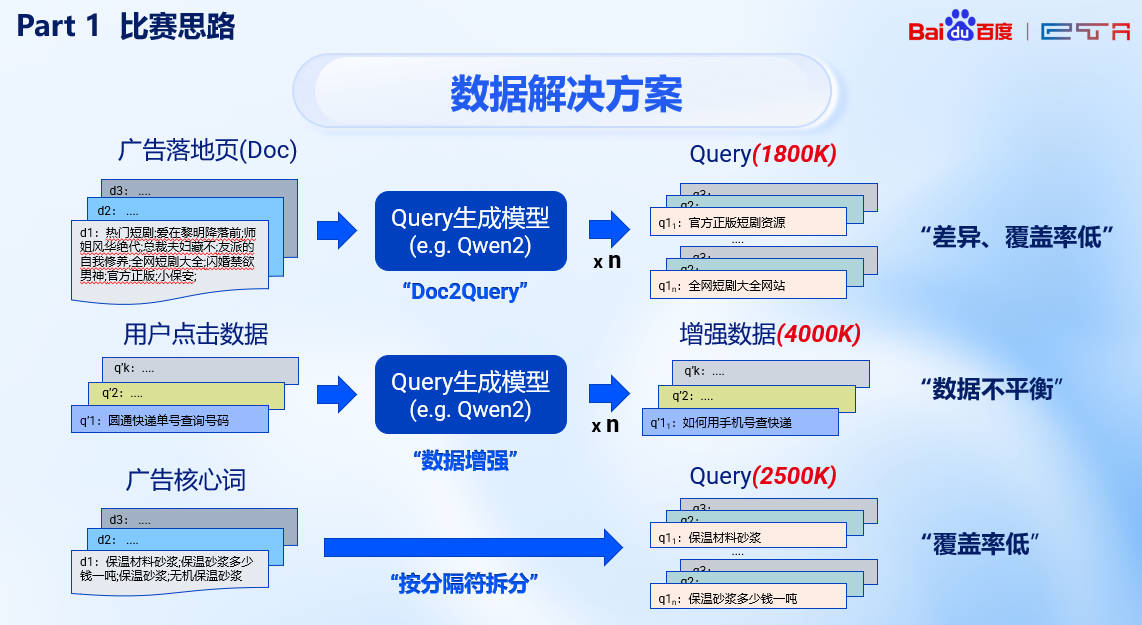 Part 1 比赛思路
Bai du 百度
数据解决方案
广告落地页(Doc)
d3: ....
d2: ....
d1: 热门短剧;爱在黎明降落前;师
姐风华绝代;总裁夫妇藏不;友派的
自我修养;全网短剧大全;闪婚禁欲
男神;官方正版;小保安;
Query生成模型
(e.g. Qwen2)
“Doc2Query”
x n
Query(1800K)
q3:
q2:
q1₁: 官方正版短剧资源
....
q3:
q2:
q1ₙ: 全网短剧大全网站
“差异、覆盖率低”
用户点击数据
q'k: ....
q'2: ....
q'1: 圆通快递单号查询号码
Query生成模型
(e.g. Qwen2)
“数据增强”
x n
增强数据(4000K)
q'k: ....
q'2: ....
q'1₁: 如何用手机号查快递
“数据不平衡”
广告核心词
d3: ....
d2: ....
d1: 保温材料砂浆;保温砂浆多少
钱一吨;保温砂浆;无机保温砂浆
“按分隔符拆分”
Query(2500K)
q3:
q2:
q1₁: 保温材料砂浆
....
q3:
q2:
q1ₙ: 保温砂浆多少钱一吨
“覆盖率低”